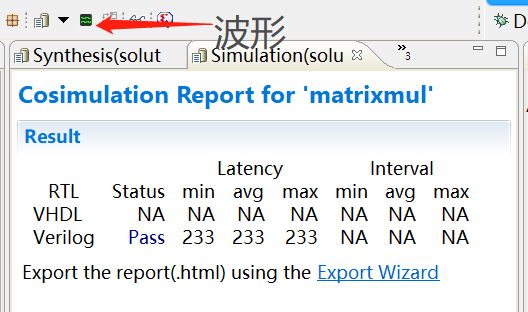 波形
D
Synthesis(solut
Simulation(solu
»3
Cosimulation Report for 'matrixmul'
Result
Latency Interval
RTL Status min avg max min avg max
VHDL NA NA NA NA NA NA NA
Verilog Pass 233 233 233 NA NA NA
Export the report(.html) using the Export Wizard